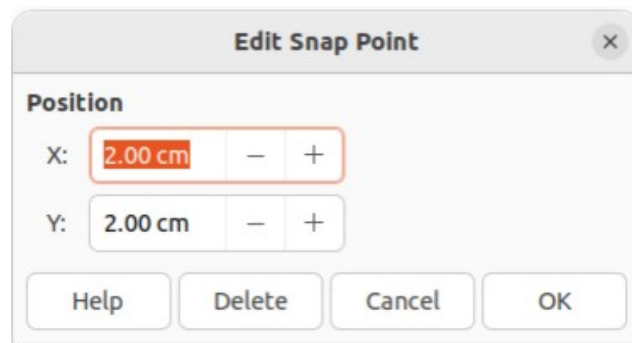 Edit Snap Point
Position
X: 2.00 cm
Y: 2.00 cm
Help Delete Cancel OK